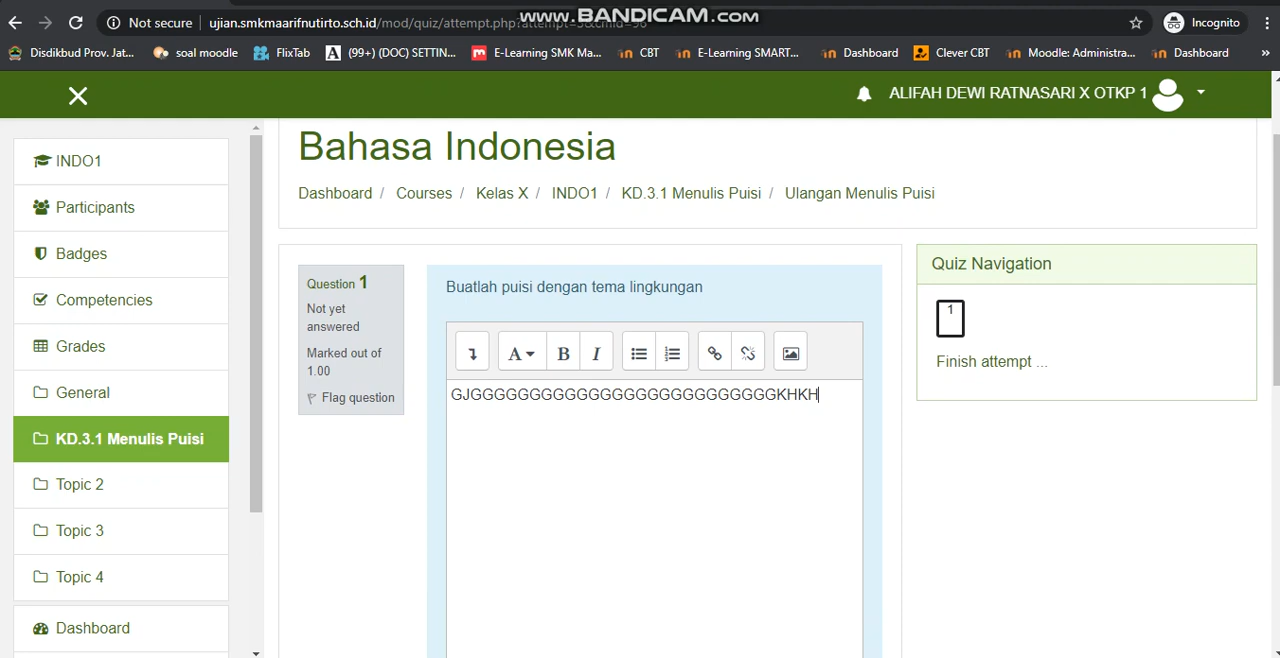 Not secure
ujian.smkmaarifnutirto.sch.id/mod/quiz/attempt.php
www.BANDICAM.com
Incognito
Disdikbud Prov. Jat...
soal moodle
FlixTab
(99+) (DOC) SETTIN...
E-Learning SMK Ma...
CBT
E-Learning SMART...
Dashboard
Clever CBT
Moodle: Administra...
Dashboard
»
ALIFAH DEWI RATNASARI X OTKP 1
INDO1
Participants
Badges
Competencies
Grades
General
KD.3.1 Menulis Puisi
Topic 2
Topic 3
Topic 4
Dashboard
Bahasa Indonesia
Dashboard / Courses / Kelas X / INDO1 / KD.3.1 Menulis Puisi / Ulangan Menulis Puisi
Question 1
Not yet
answered
Marked out of
1.00
Flag question
Buatlah puisi dengan tema lingkungan
A B I
GJGGGGGGGGGGGGGGGGGGGGGGGGGGKHKH
Quiz Navigation
1
Finish attempt ...